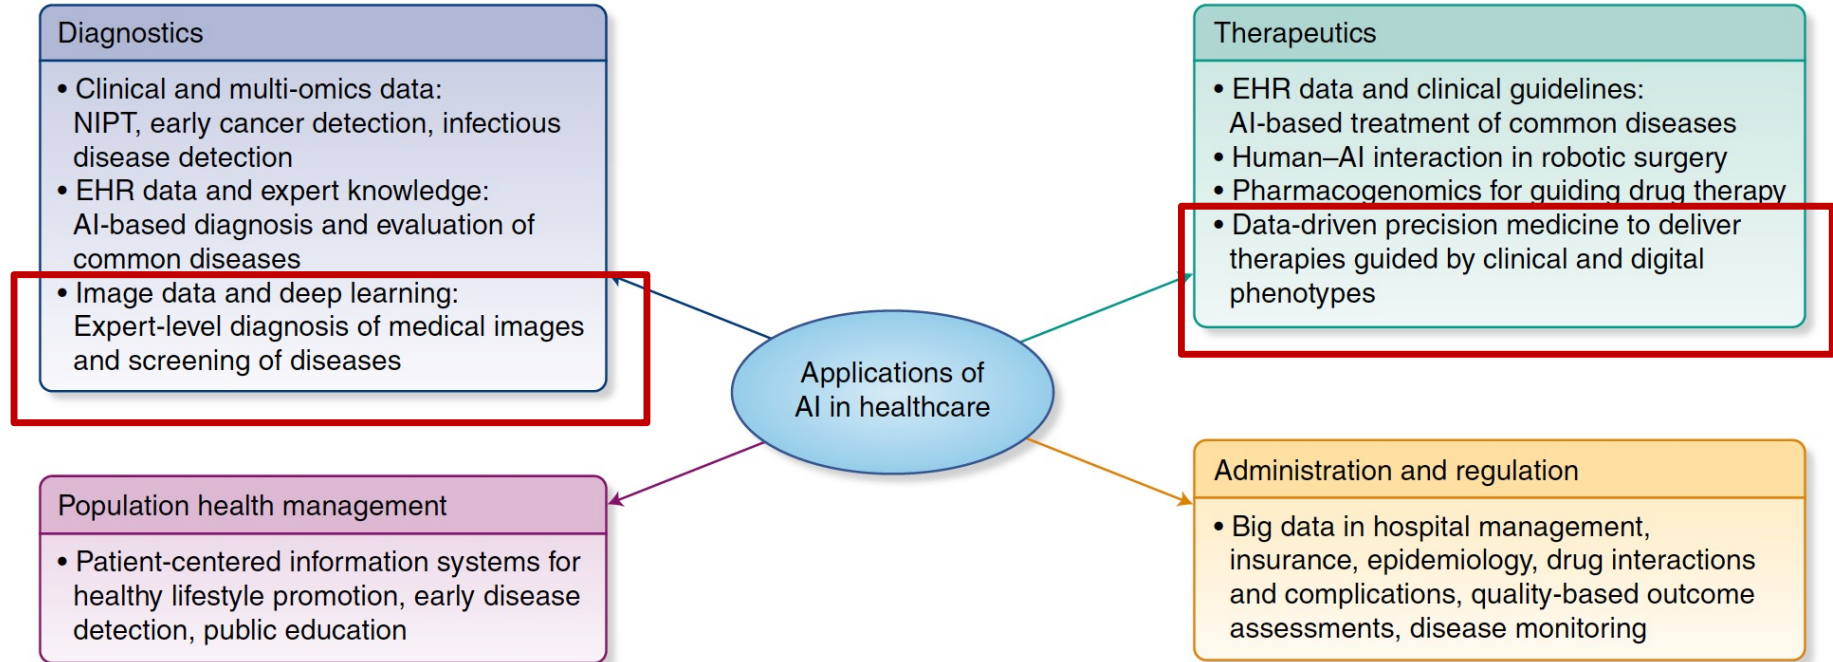 Diagnostics
• Clinical and multi-omics data:
NIPT, early cancer detection, infectious
disease detection
• EHR data and expert knowledge:
AI-based diagnosis and evaluation of
common diseases
• Image data and deep learning:
Expert-level diagnosis of medical images
and screening of diseases
Therapeutics
• EHR data and clinical guidelines:
AI-based treatment of common diseases
• Human–AI interaction in robotic surgery
• Pharmacogenomics for guiding drug therapy
• Data-driven precision medicine to deliver
therapies guided by clinical and digital
phenotypes
Applications of
AI in healthcare
Population health management
• Patient-centered information systems for
healthy lifestyle promotion, early disease
detection, public education
Administration and regulation
• Big data in hospital management,
insurance, epidemiology, drug interactions
and complications, quality-based outcome
assessments, disease monitoring